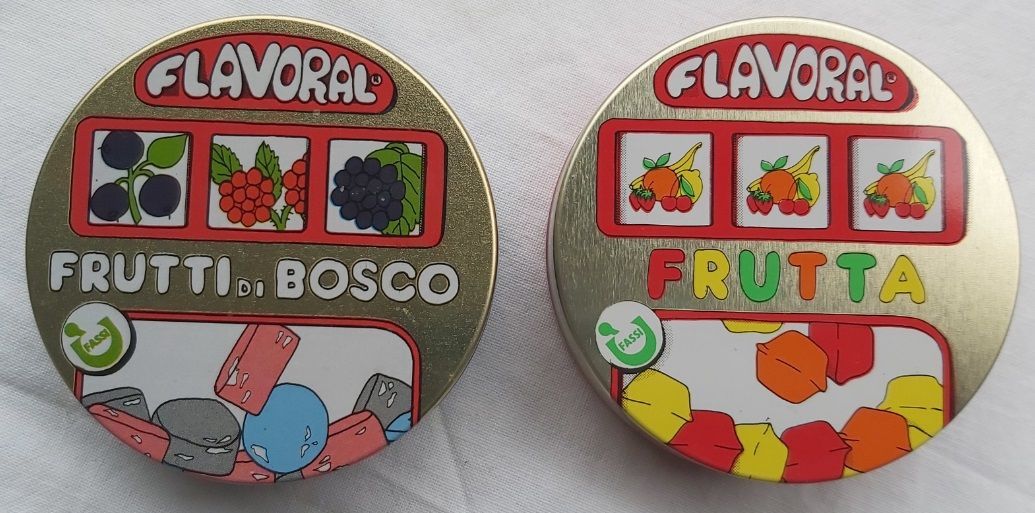 FLAVORAL
FRUTTI DI BOSCO
FASSI
FLAVORAL
FRUTTA
FASSI